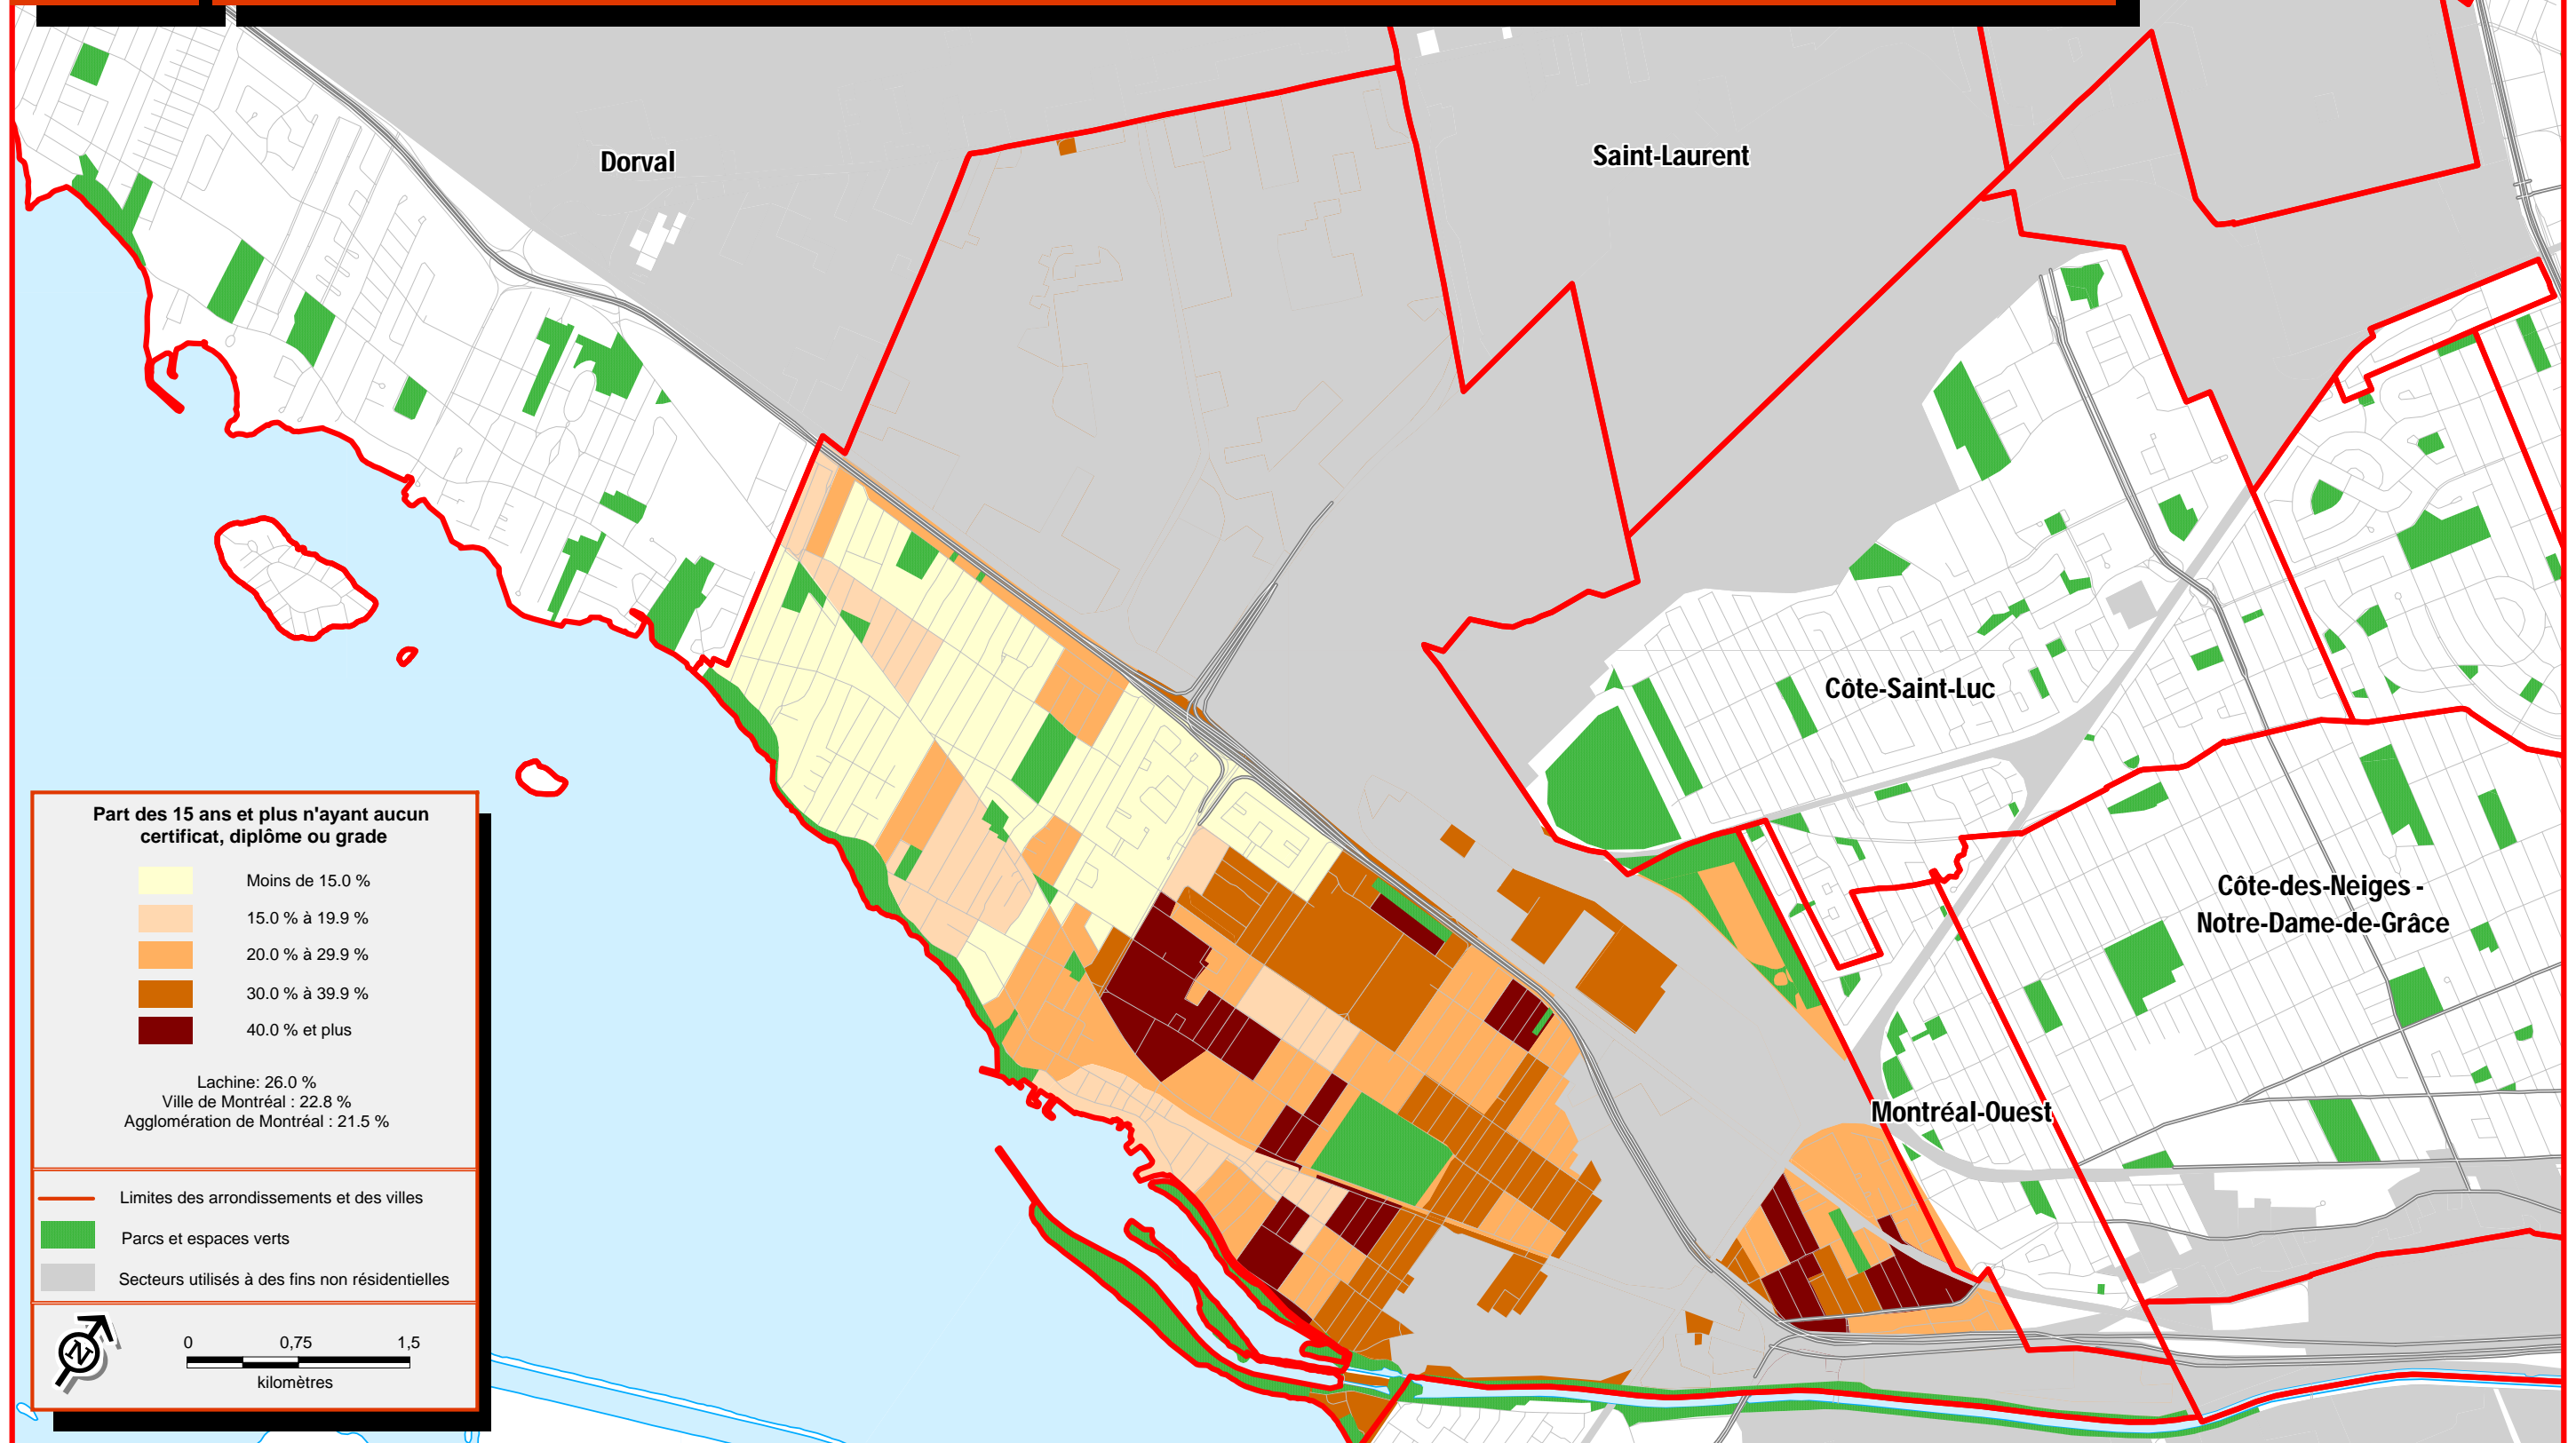 Dorval
Saint-Laurent
Côte-Saint-Luc
Côte-des-Neiges -
Notre-Dame-de-Grâce
Montréal-Ouest
Part des 15 ans et plus n'ayant aucun
certificat, diplôme ou grade
Moins de 15.0 %
15.0 % à 19.9 %
20.0 % à 29.9 %
30.0 % à 39.9 %
40.0 % et plus
Lachine: 26.0 %
Ville de Montréal : 22.8 %
Agglomération de Montréal : 21.5 %
Limites des arrondissements et des villes
Parcs et espaces verts
Secteurs utilisés à des fins non résidentielles
N
0 0,75 1,5
kilomètres